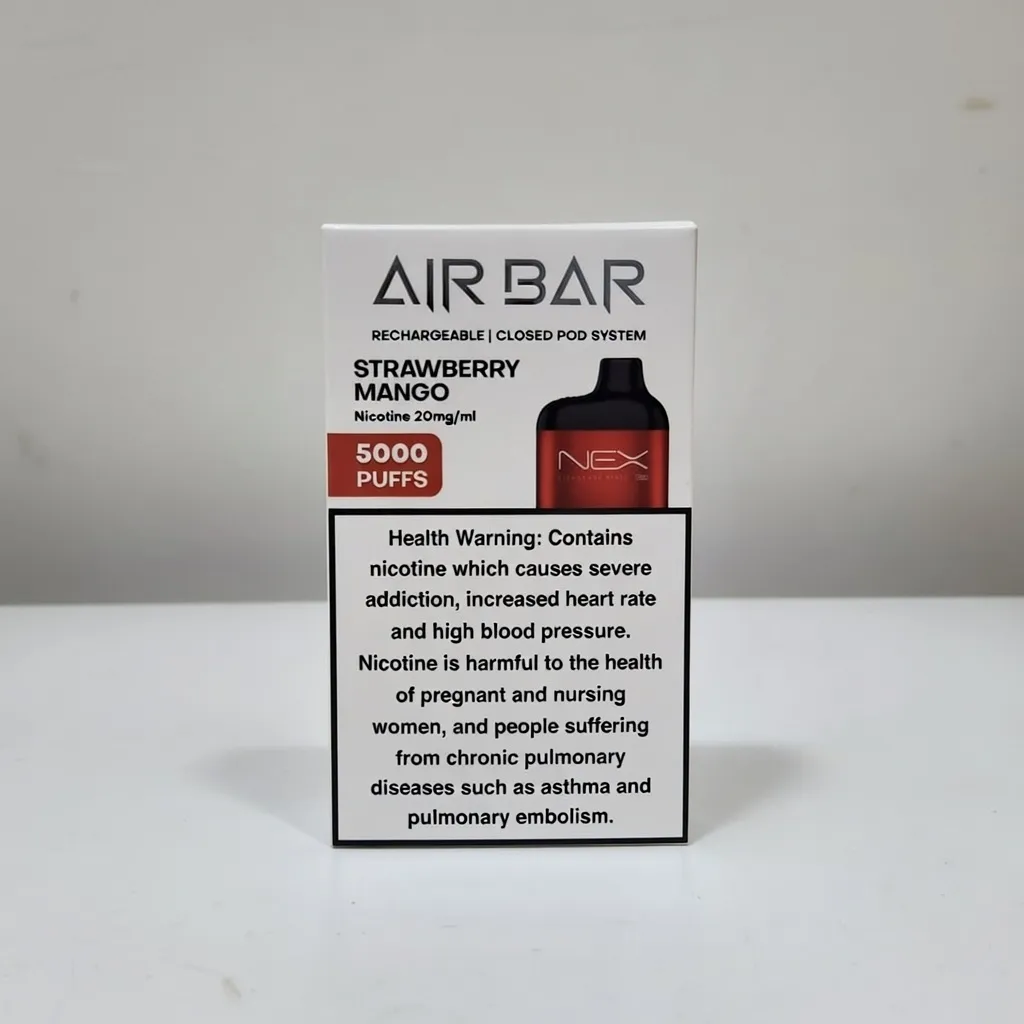 AIR BAR
RECHARGEABLE | CLOSED POD SYSTEM
STRAWBERRY
MANGO
Nicotine 20mg/ml
5000
PUFFS
NEX
Health Warning: Contains
nicotine which causes severe
addiction, increased heart rate
and high blood pressure.
Nicotine is harmful to the health
of pregnant and nursing
women, and people suffering
from chronic pulmonary
diseases such as asthma and
pulmonary embolism.